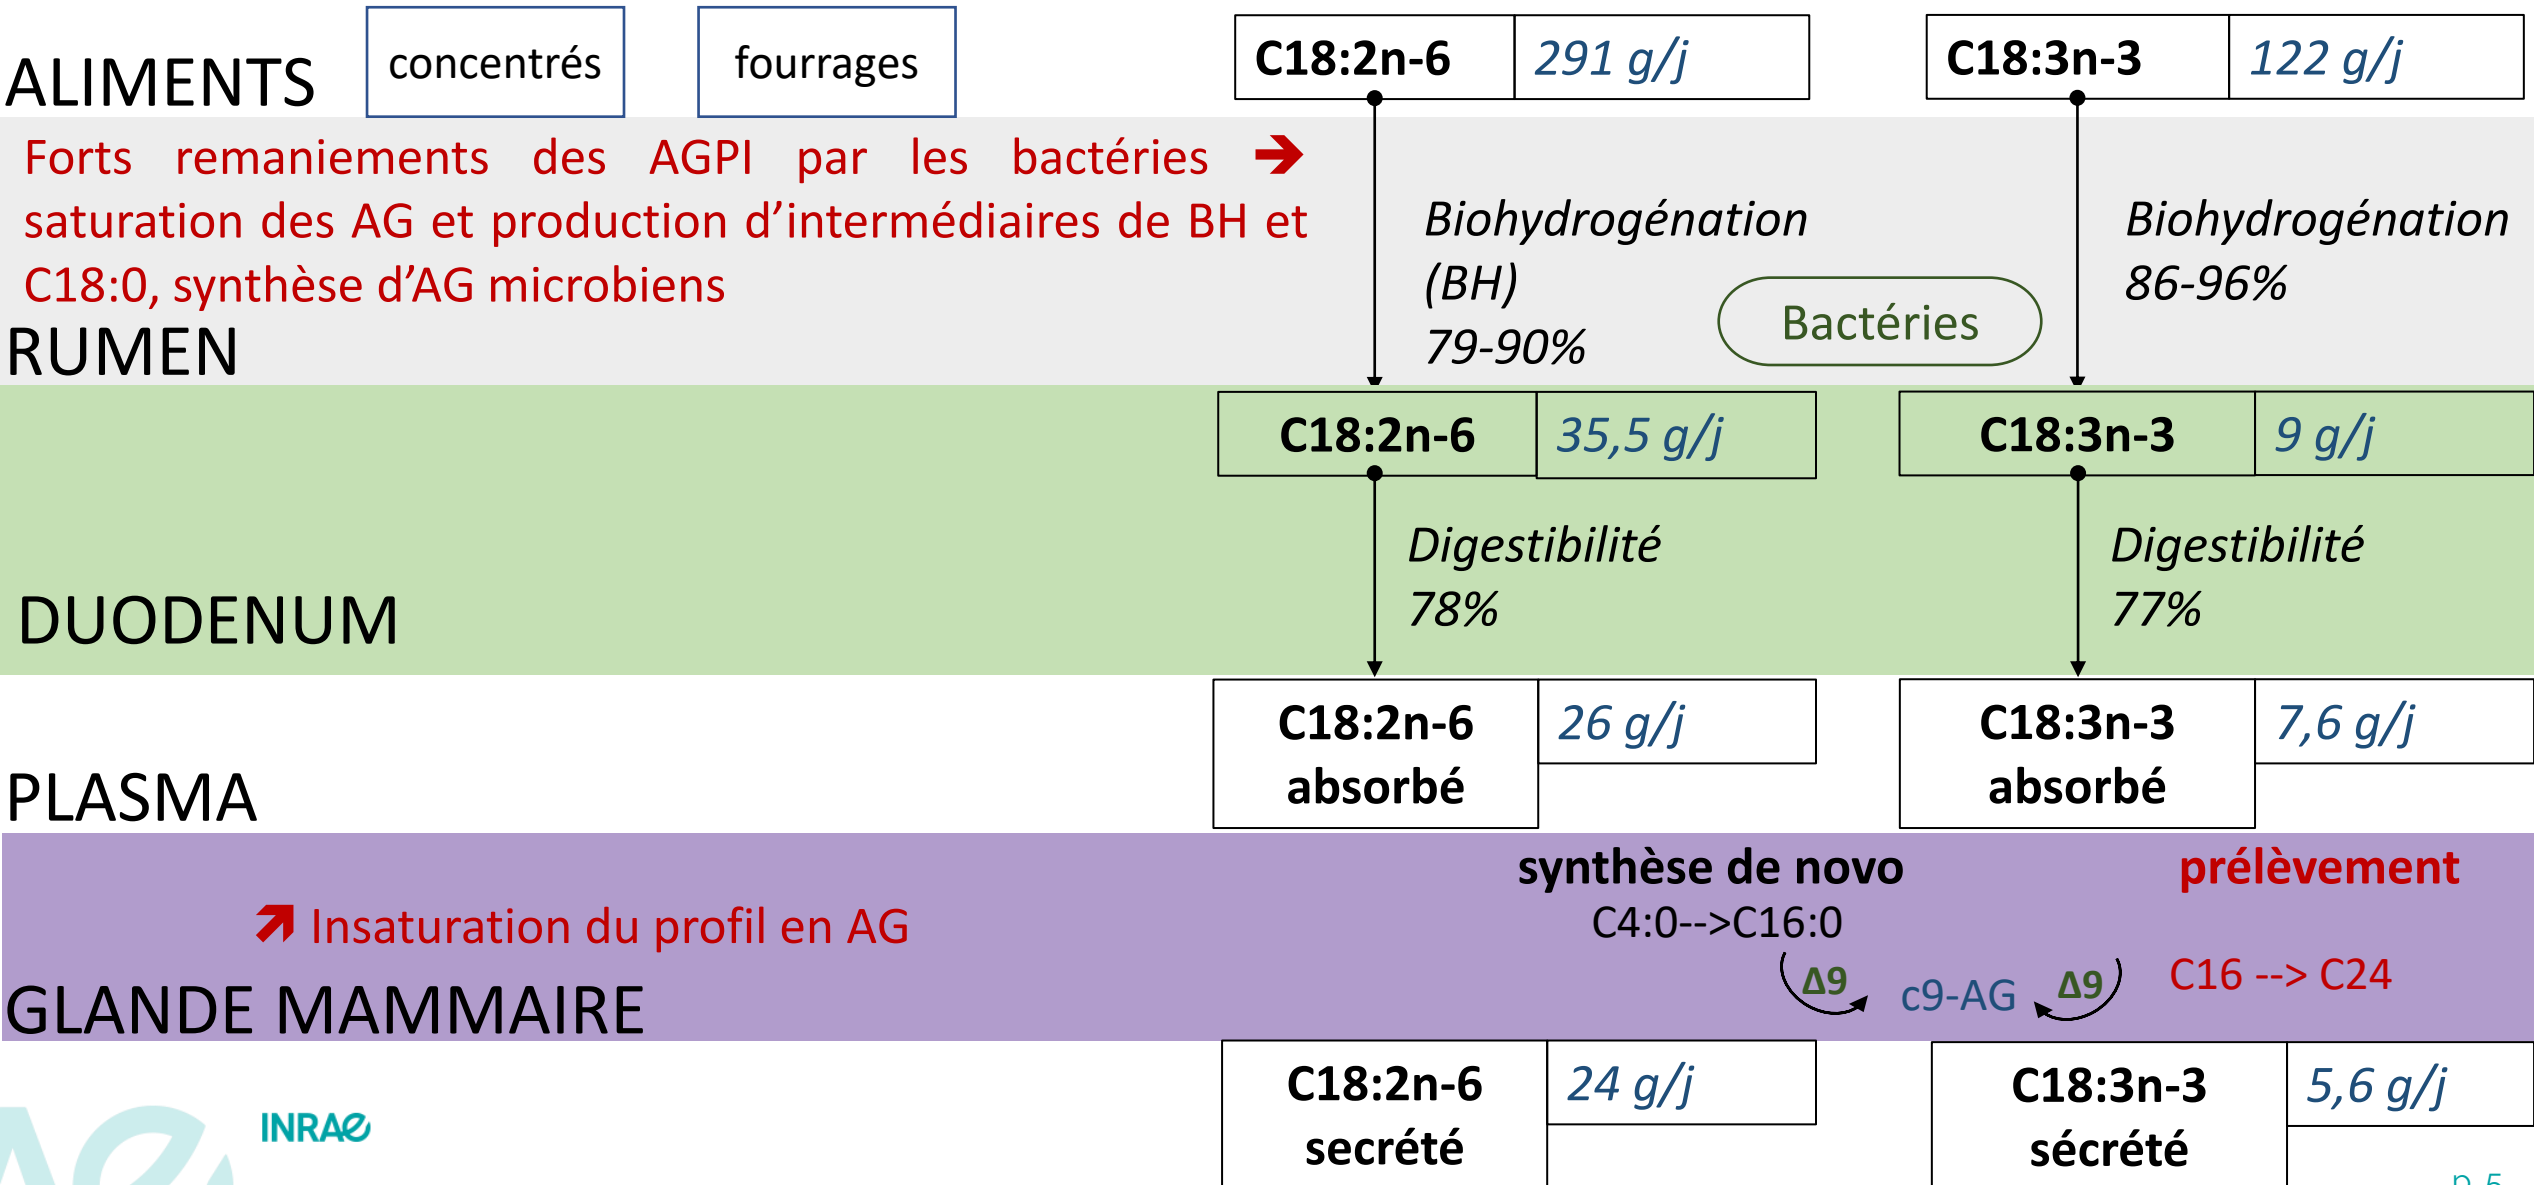 ALIMENTS
concentrés
fourrages
C18:2n-6
291 g/j
C18:3n-3
122 g/j
Forts remaniements des AGPI par les bactéries ➔
saturation des AG et production d'intermédiaires de BH et
C18:0, synthèse d'AG microbiens
RUMEN
Biohydrogénation
(BH)
79-90%
Bactéries
Biohydrogénation
86-96%
C18:2n-6
35,5 g/j
C18:3n-3
9 g/j
DUODENUM
Digestibilité
78%
Digestibilité
77%
C18:2n-6
absorbé
26 g/j
C18:3n-3
absorbé
7,6 g/j
PLASMA
synthèse de novo
C4:0-->C16:0
prélèvement
C16 --> C24
🡽 Insaturation du profil en AG
Δ9
c9-AG
Δ9
GLANDE MAMMAIRE
C18:2n-6
secrété
24 g/j
C18:3n-3
sécrété
5,6 g/j
INRAE
p. 5